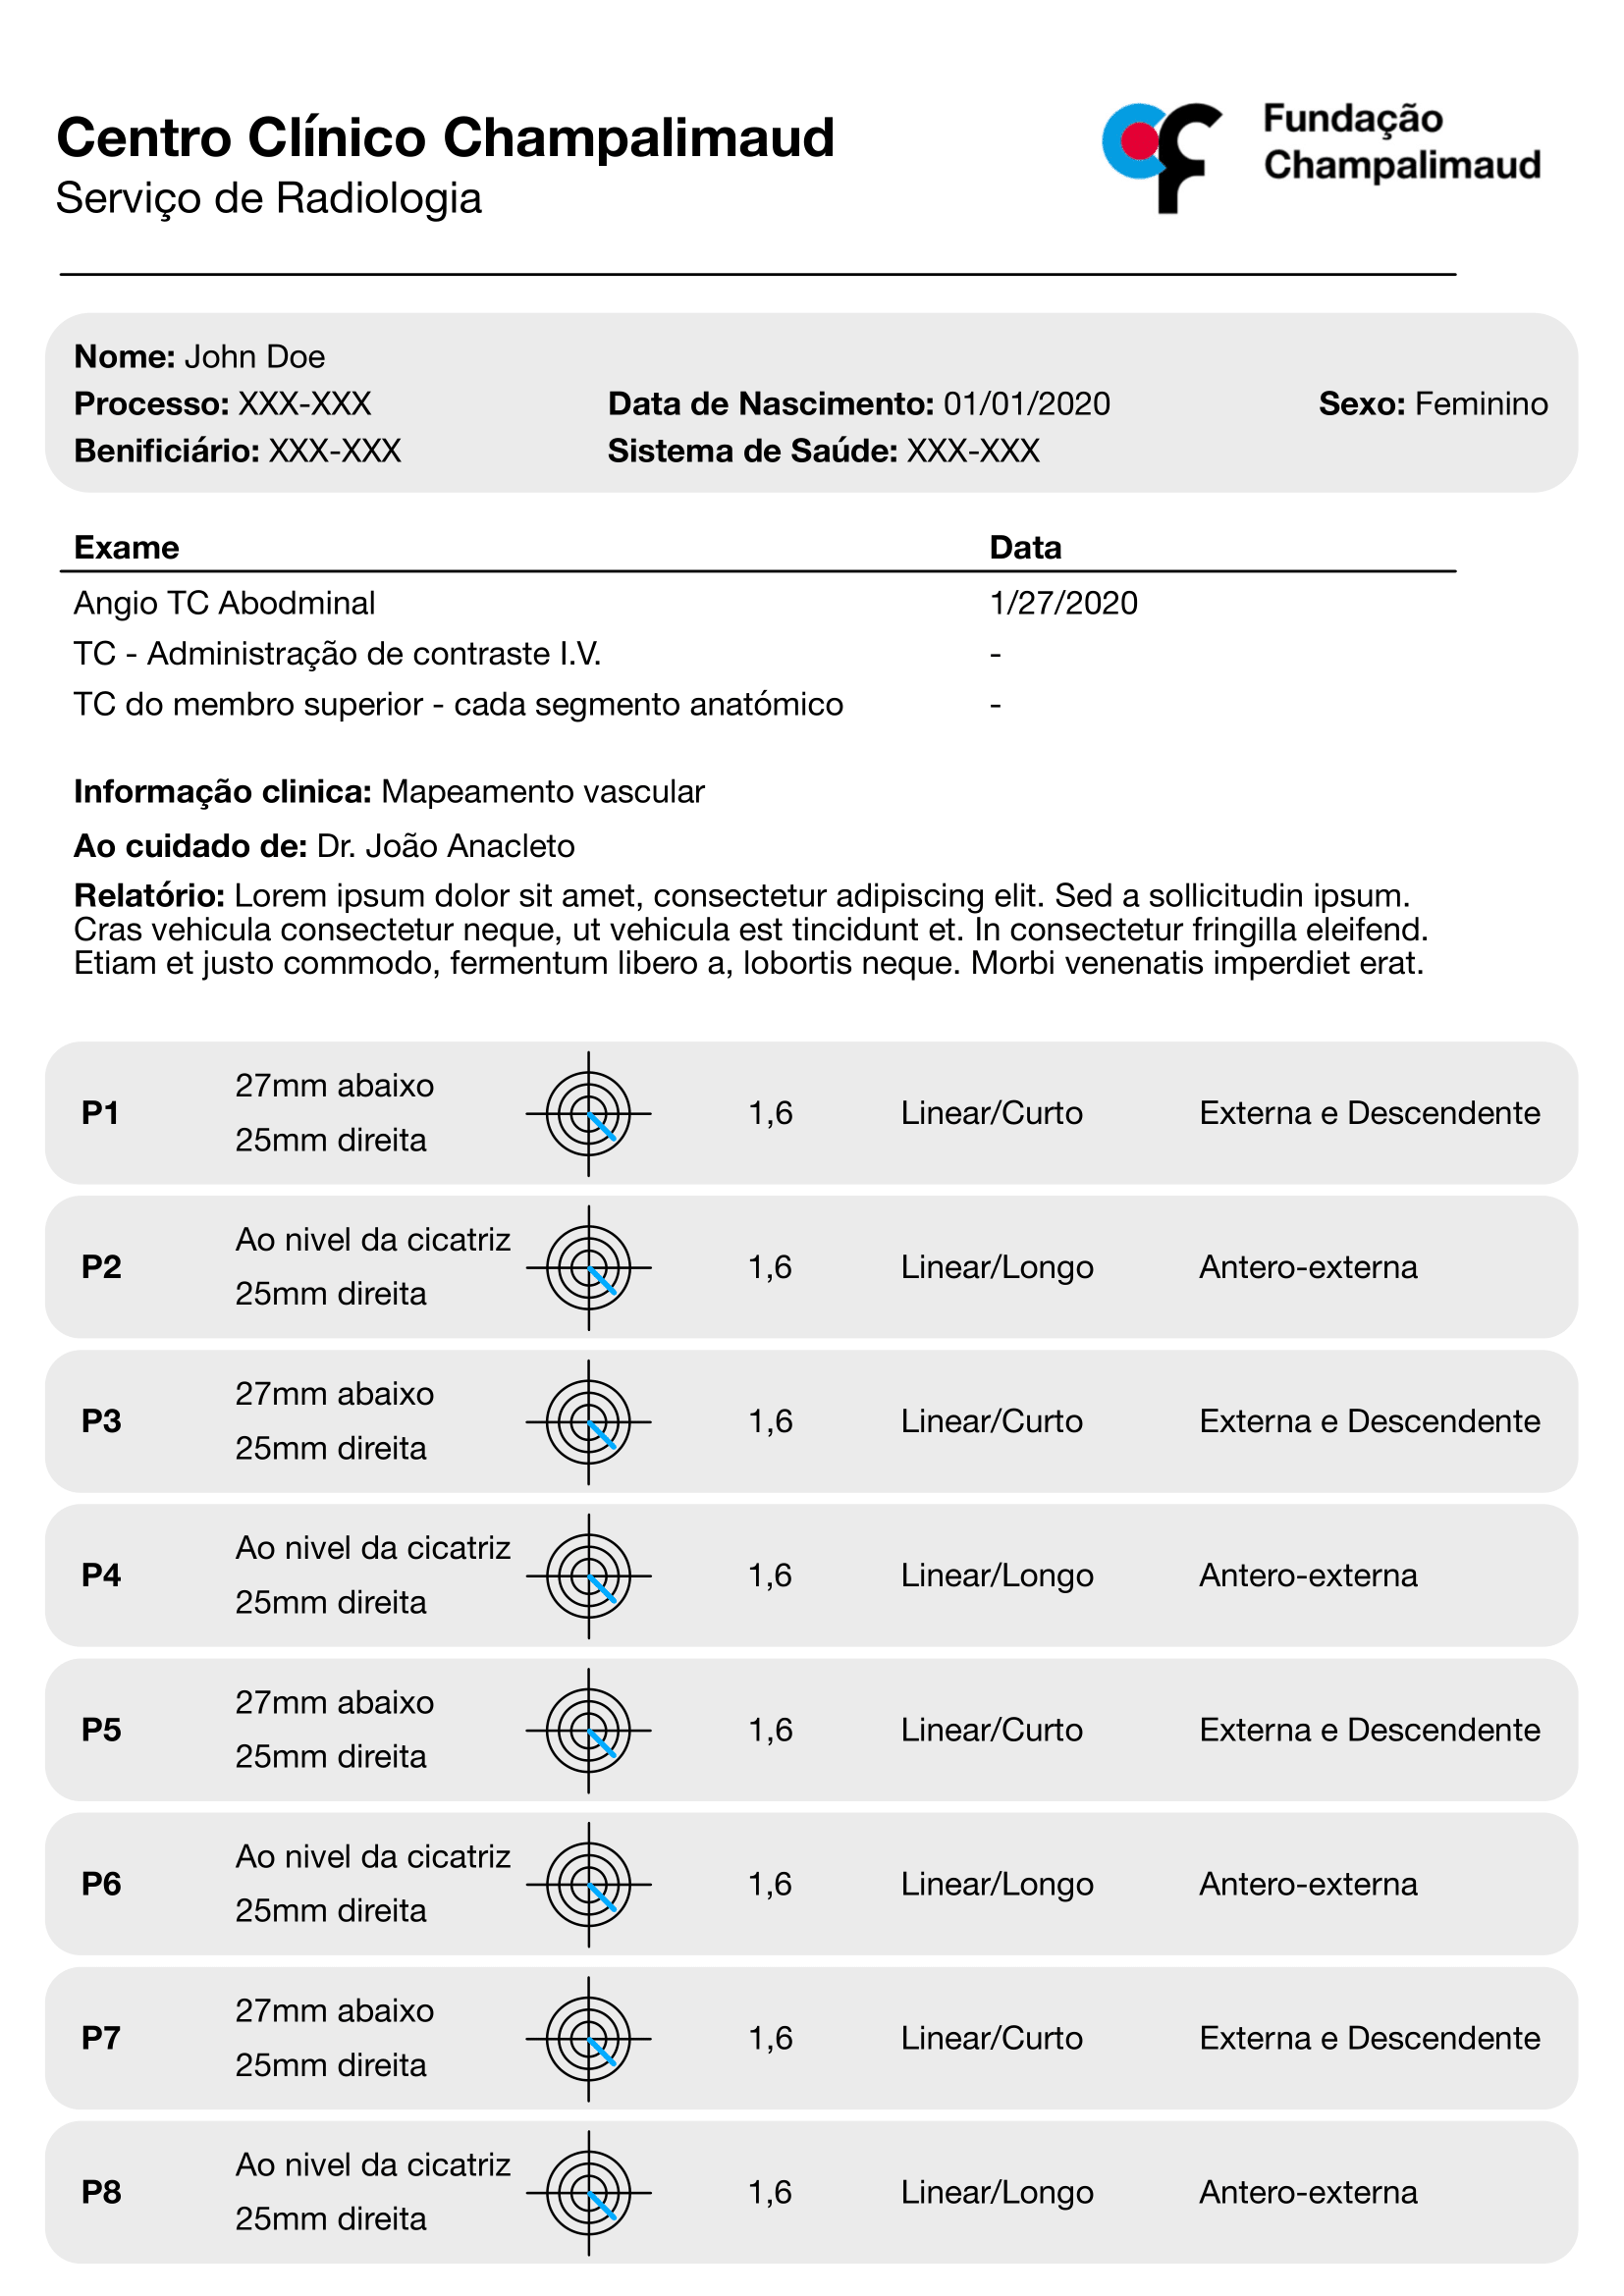 Centro Clínico Champalimaud
Serviço de Radiologia
Fundação
Champalimaud
Nome: John Doe
Processo: XXX-XXX Data de Nascimento: 01/01/2020 Sexo: Feminino
Benificiário: XXX-XXX Sistema de Saúde: XXX-XXX
Exame Data
Angio TC Abodminal 1/27/2020
TC - Administração de contraste I.V. -
TC do membro superior - cada segmento anatómico -
Informação clinica: Mapeamento vascular
Ao cuidado de: Dr. João Anacleto
Relatório: Lorem ipsum dolor sit amet, consectetur adipiscing elit. Sed a sollicitudin ipsum.
Cras vehicula consectetur neque, ut vehicula est tincidunt et. In consectetur fringilla eleifend.
Etiam et justo commodo, fermentum libero a, lobortis neque. Morbi venenatis imperdiet erat.
27mm abaixo
P1 1,6 Linear/Curto Externa e Descendente
25mm direita
Ao nivel da cicatriz
P2 1,6 Linear/Longo Antero-externa
25mm direita
27mm abaixo
P3 1,6 Linear/Curto Externa e Descendente
25mm direita
Ao nivel da cicatriz
P4 1,6 Linear/Longo Antero-externa
25mm direita
27mm abaixo
P5 1,6 Linear/Curto Externa e Descendente
25mm direita
Ao nivel da cicatriz
P6 1,6 Linear/Longo Antero-externa
25mm direita
27mm abaixo
P7 1,6 Linear/Curto Externa e Descendente
25mm direita
Ao nivel da cicatriz
P8 1,6 Linear/Longo Antero-externa
25mm direita